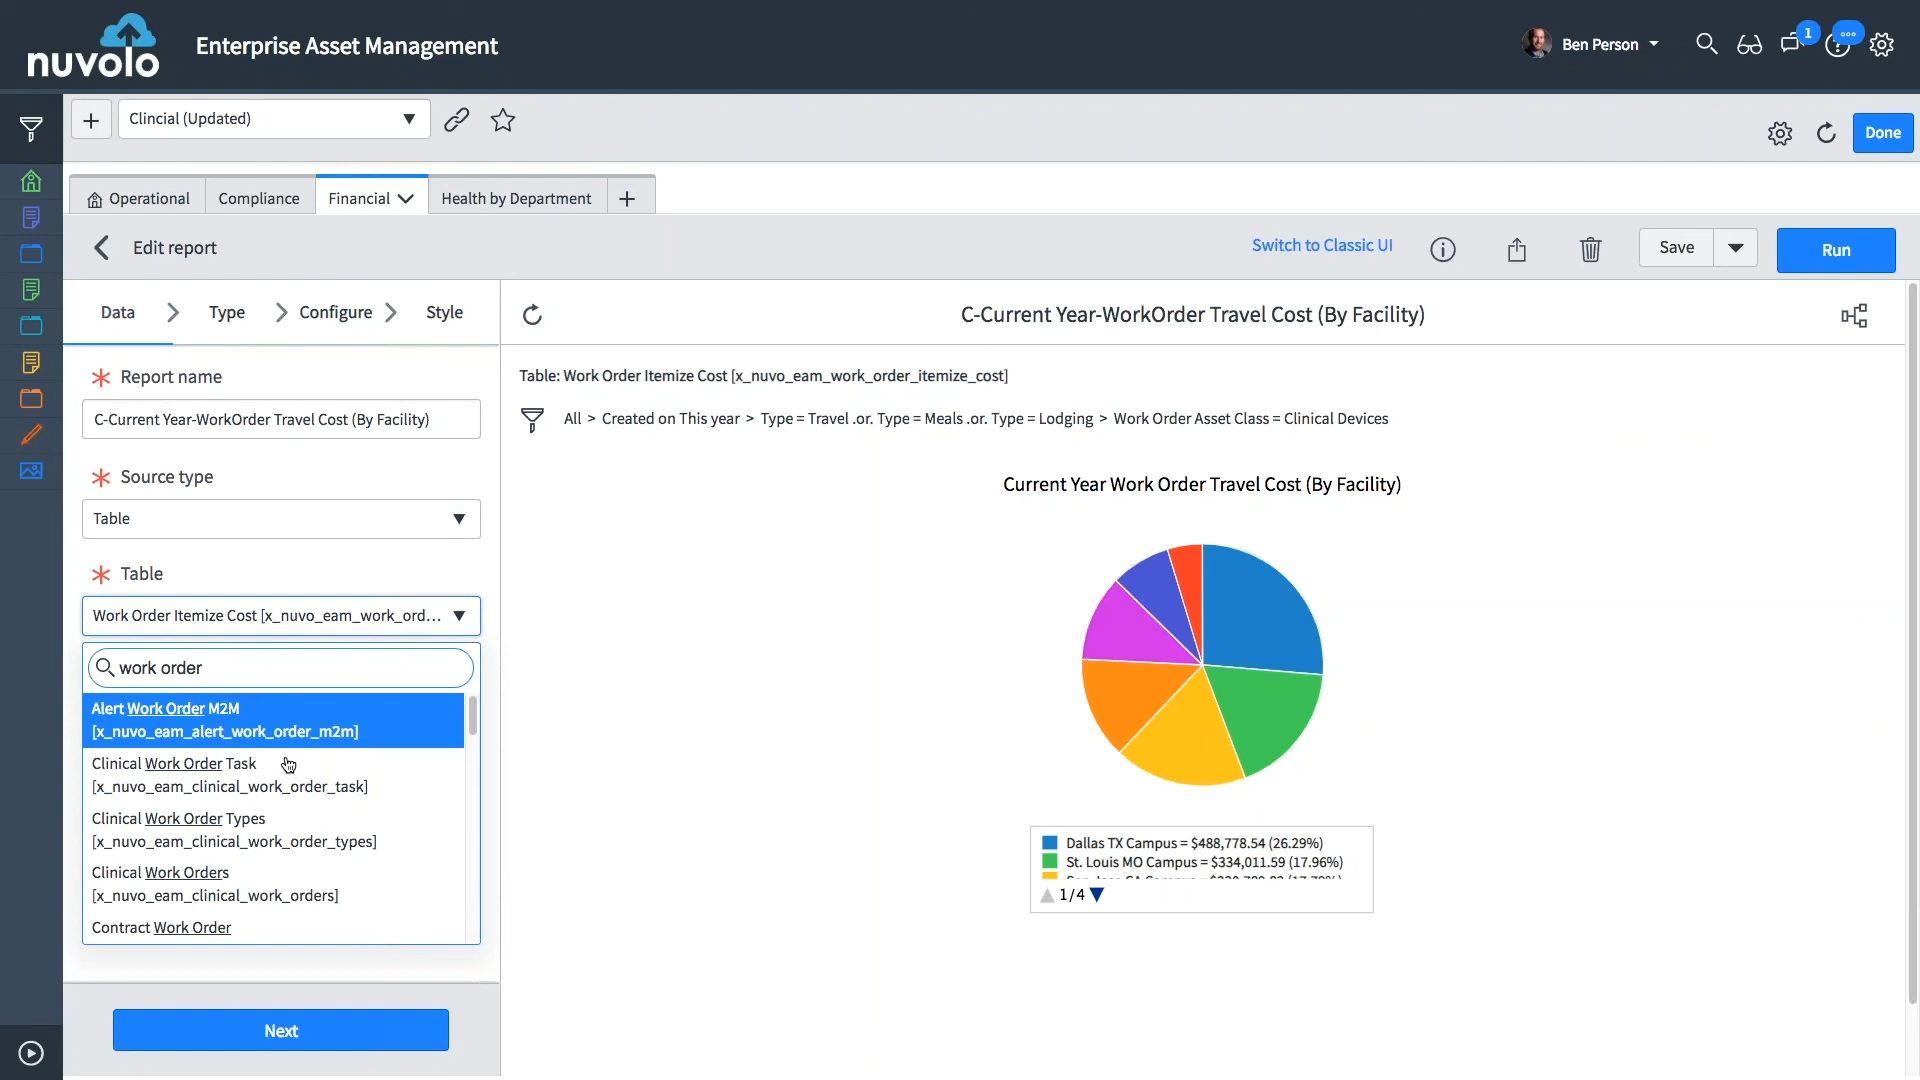 nuvolo
Enterprise Asset Management
Ben Person
1
Clincial (Updated)
Done
Operational
Compliance
Financial
Health by Department
Edit report
Switch to Classic UI
Save
Run
Data
Type
Configure
Style
C-Current Year-WorkOrder Travel Cost (By Facility)
Report name
C-Current Year-WorkOrder Travel Cost (By Facility)
Source type
Table
Table
Work Order Itemize Cost [x_nuvo_eam_work_ord...
work order
Alert Work Order M2M
[x_nuvo_eam_alert_work_order_m2m]
Clinical Work Order Task
[x_nuvo_eam_clinical_work_order_task]
Clinical Work Order Types
[x_nuvo_eam_clinical_work_order_types]
Clinical Work Orders
[x_nuvo_eam_clinical_work_orders]
Contract Work Order
Next
Table: Work Order Itemize Cost [x_nuvo_eam_work_order_itemize_cost]
All > Created on This year > Type = Travel .or. Type = Meals .or. Type = Lodging > Work Order Asset Class = Clinical Devices
Current Year Work Order Travel Cost (By Facility)
Dallas TX Campus = $488,778.54 (26.29%)
St. Louis MO Campus = $334,011.59 (17.96%)
1/4